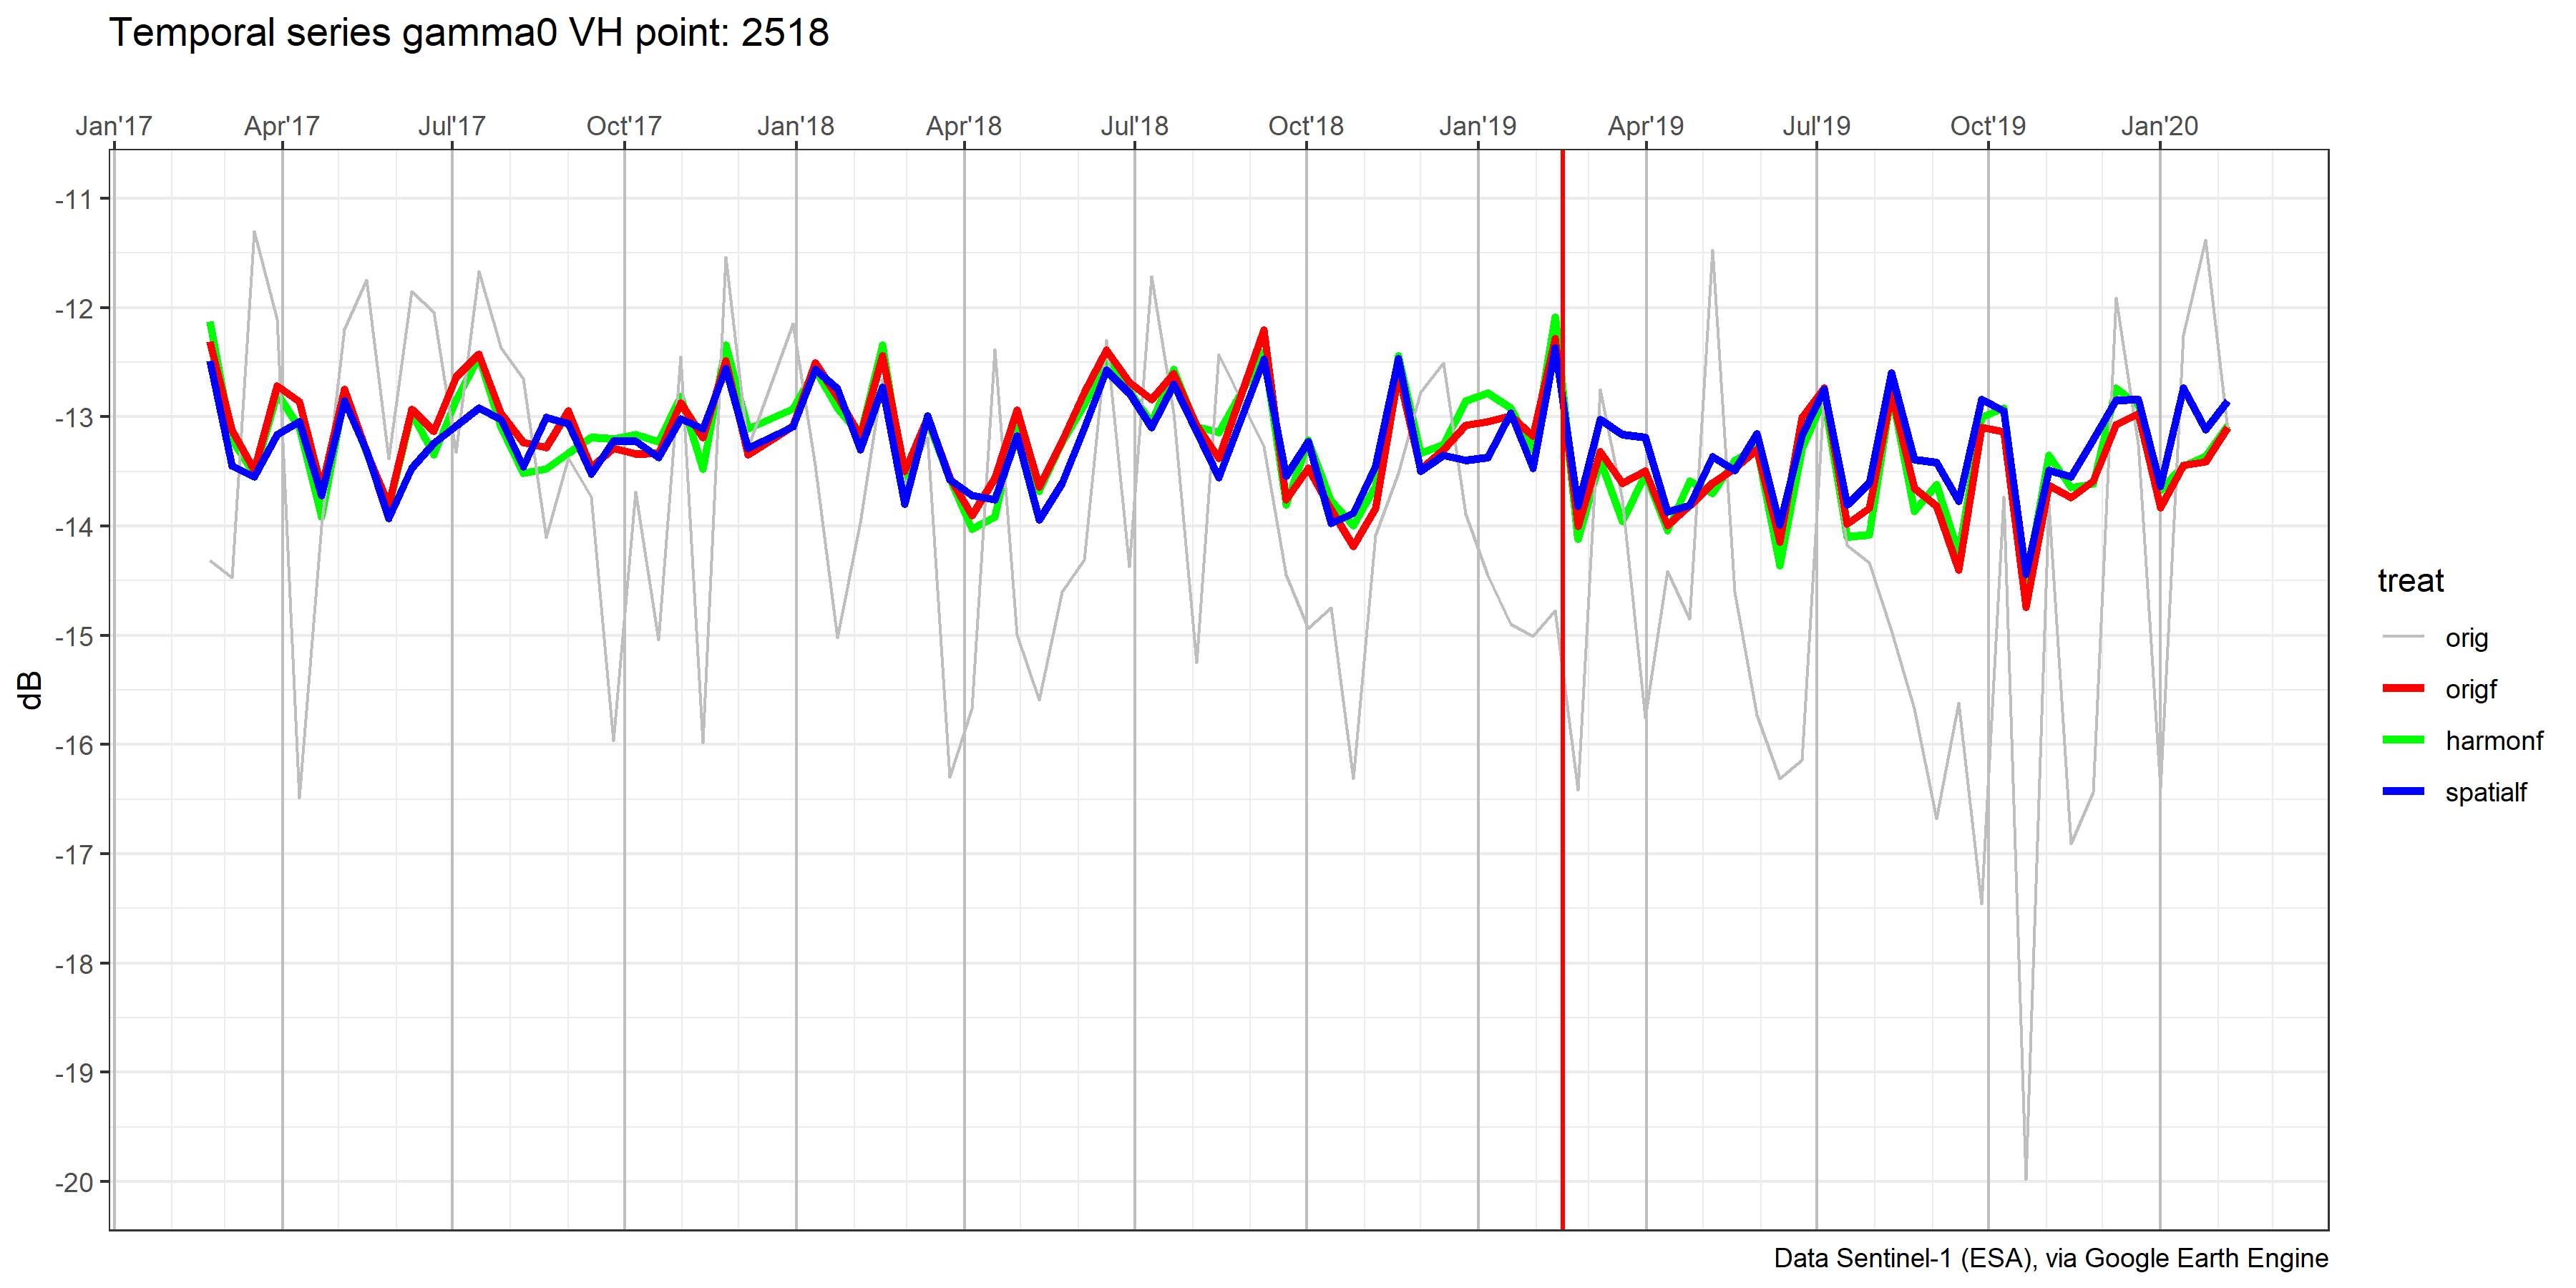 Temporal series gamma0 VH point: 2518
Jan'17 Apr'17 Jul'17 Oct'17 Jan'18 Apr'18 Jul'18 Oct'18 Jan'19 Apr'19 Jul'19 Oct'19 Jan'20
-11
-12
-13
-14
-15
-16
-17
-18
-19
-20
dB
treat
orig
origf
harmonf
spatialf
Data Sentinel-1 (ESA), via Google Earth Engine